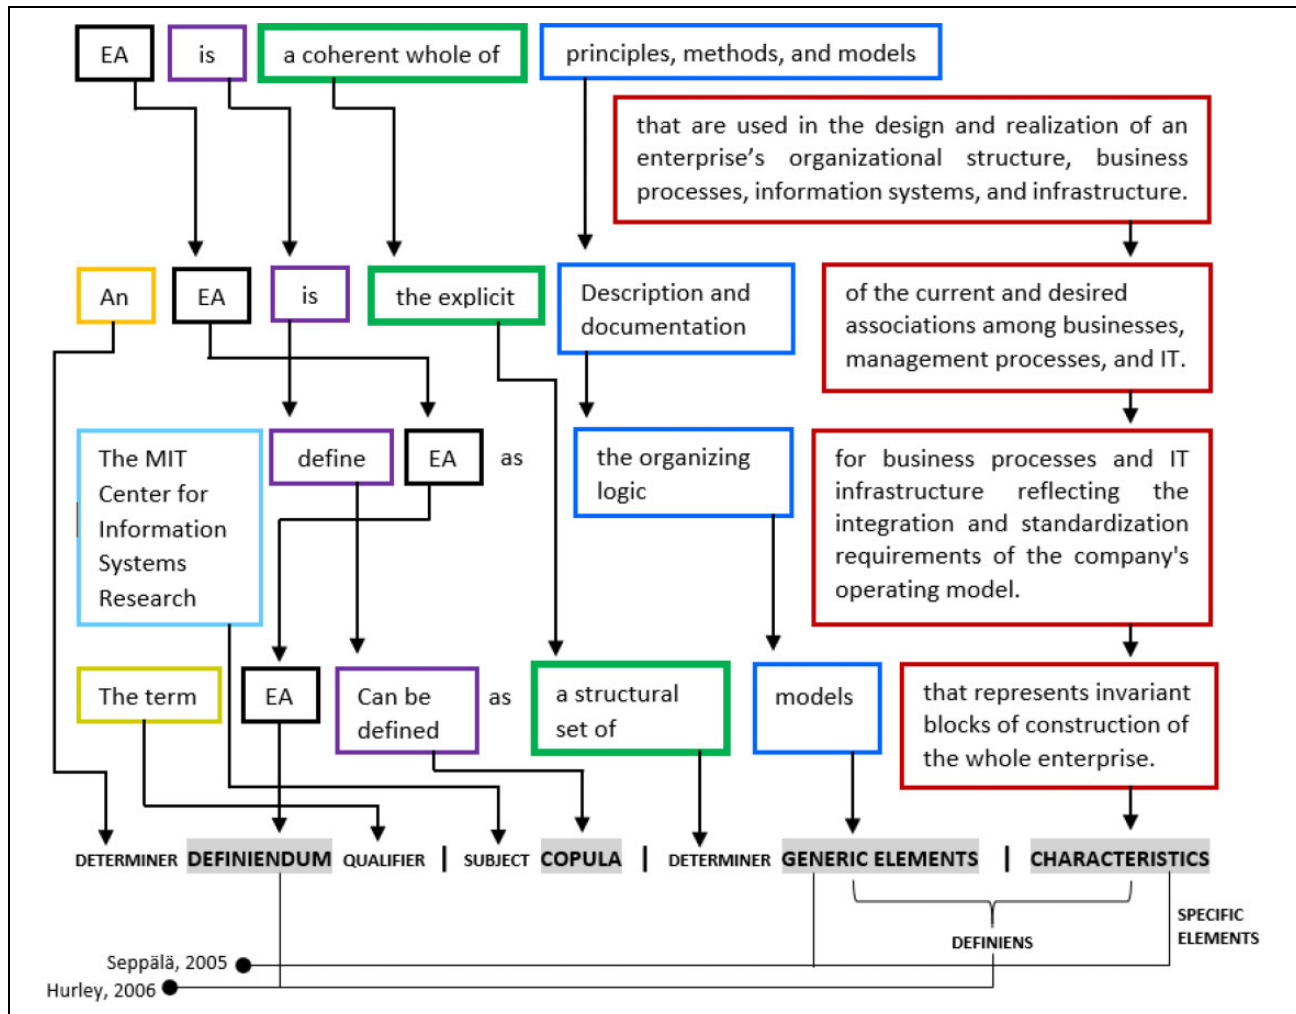 EA is a coherent whole of principles, methods, and models
that are used in the design and realization of an
enterprise’s organizational structure, business
processes, information systems, and infrastructure.
An EA is the explicit
Description and
documentation
of the current and desired
associations among businesses,
management processes, and IT.
The MIT
Center for
Information
Systems
Research
define EA as
the organizing
logic
for business processes and IT
infrastructure reflecting the
integration and standardization
requirements of the company's
operating model.
The term EA
Can be
defined
as
a structural
set of
models
that represents invariant
blocks of construction of
the whole enterprise.
DETERMINER DEFINIENDUM QUALIFIER | SUBJECT COPULA | DETERMINER GENERIC ELEMENTS | CHARACTERISTICS
SPECIFIC
ELEMENTS
DEFINIENS
Seppälä, 2005
Hurley, 2006